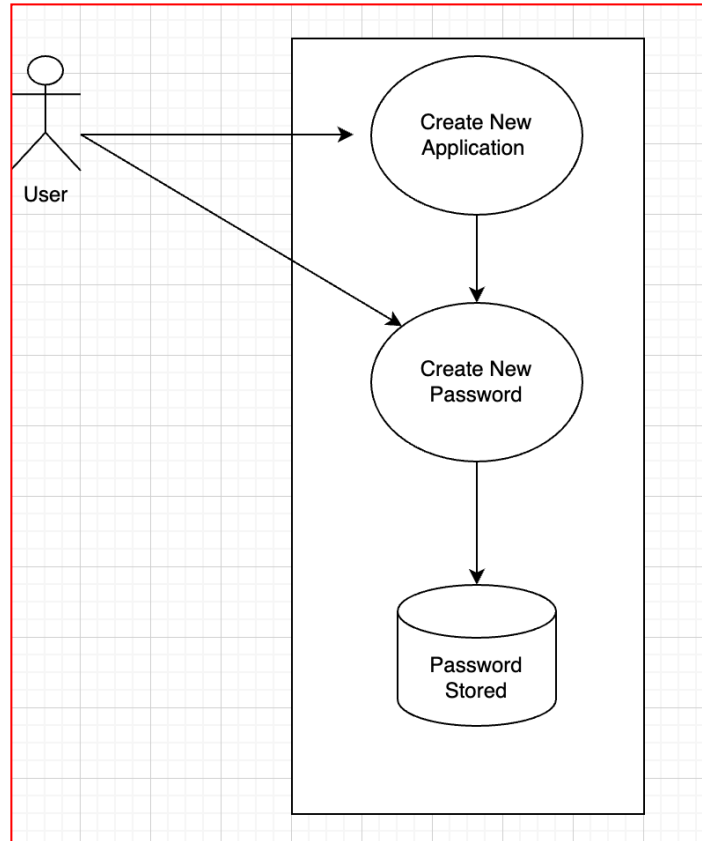 Create New
Application
User
Create New
Password
Password
Stored